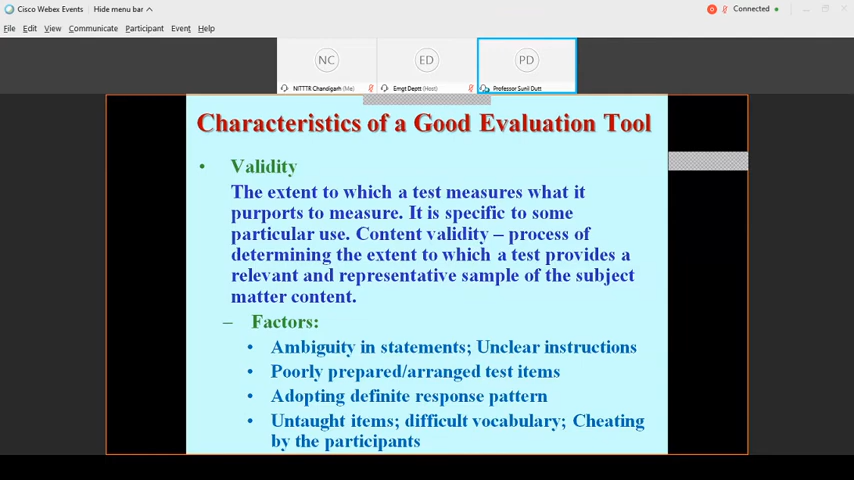 Cisco Webex Events
Hide menu bar
Connected
File Edit View Communicate Participant Event Help
NC
ED
PD
NITTTR Chandigarh (Me)
Emgt Deptt (Host)
Professor Sunil Dutt
Characteristics of a Good Evaluation Tool
• Validity
The extent to which a test measures what it
purports to measure. It is specific to some
particular use. Content validity – process of
determining the extent to which a test provides a
relevant and representative sample of the subject
matter content.
– Factors:
• Ambiguity in statements; Unclear instructions
• Poorly prepared/arranged test items
• Adopting definite response pattern
• Untaught items; difficult vocabulary; Cheating
by the participants